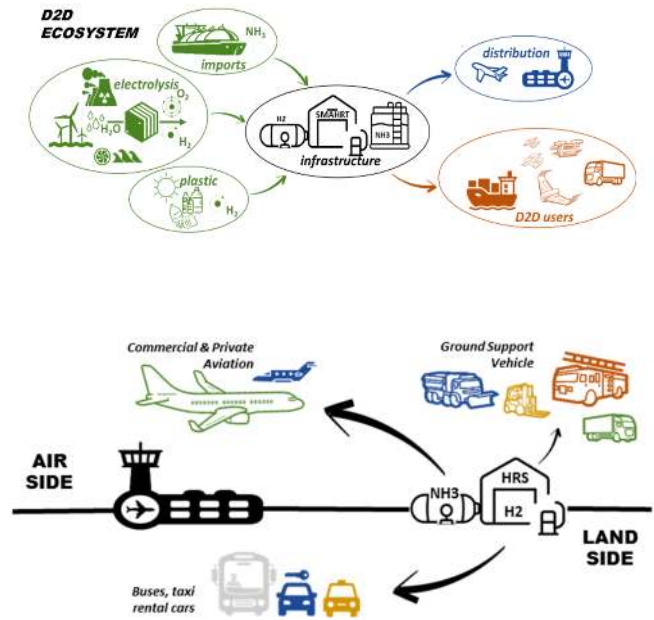 D2D
ECOSYSTEM
NH₃
imports
electrolysis
O₂
H₂O
H₂
plastic
H₂
H2
SMAHRT
NH3
infrastructure
distribution
D2D users
Commercial & Private
Aviation
Ground Support
Vehicle
AIR
SIDE
NH3
HRS
H2
LAND
SIDE
Buses, taxi
rental cars